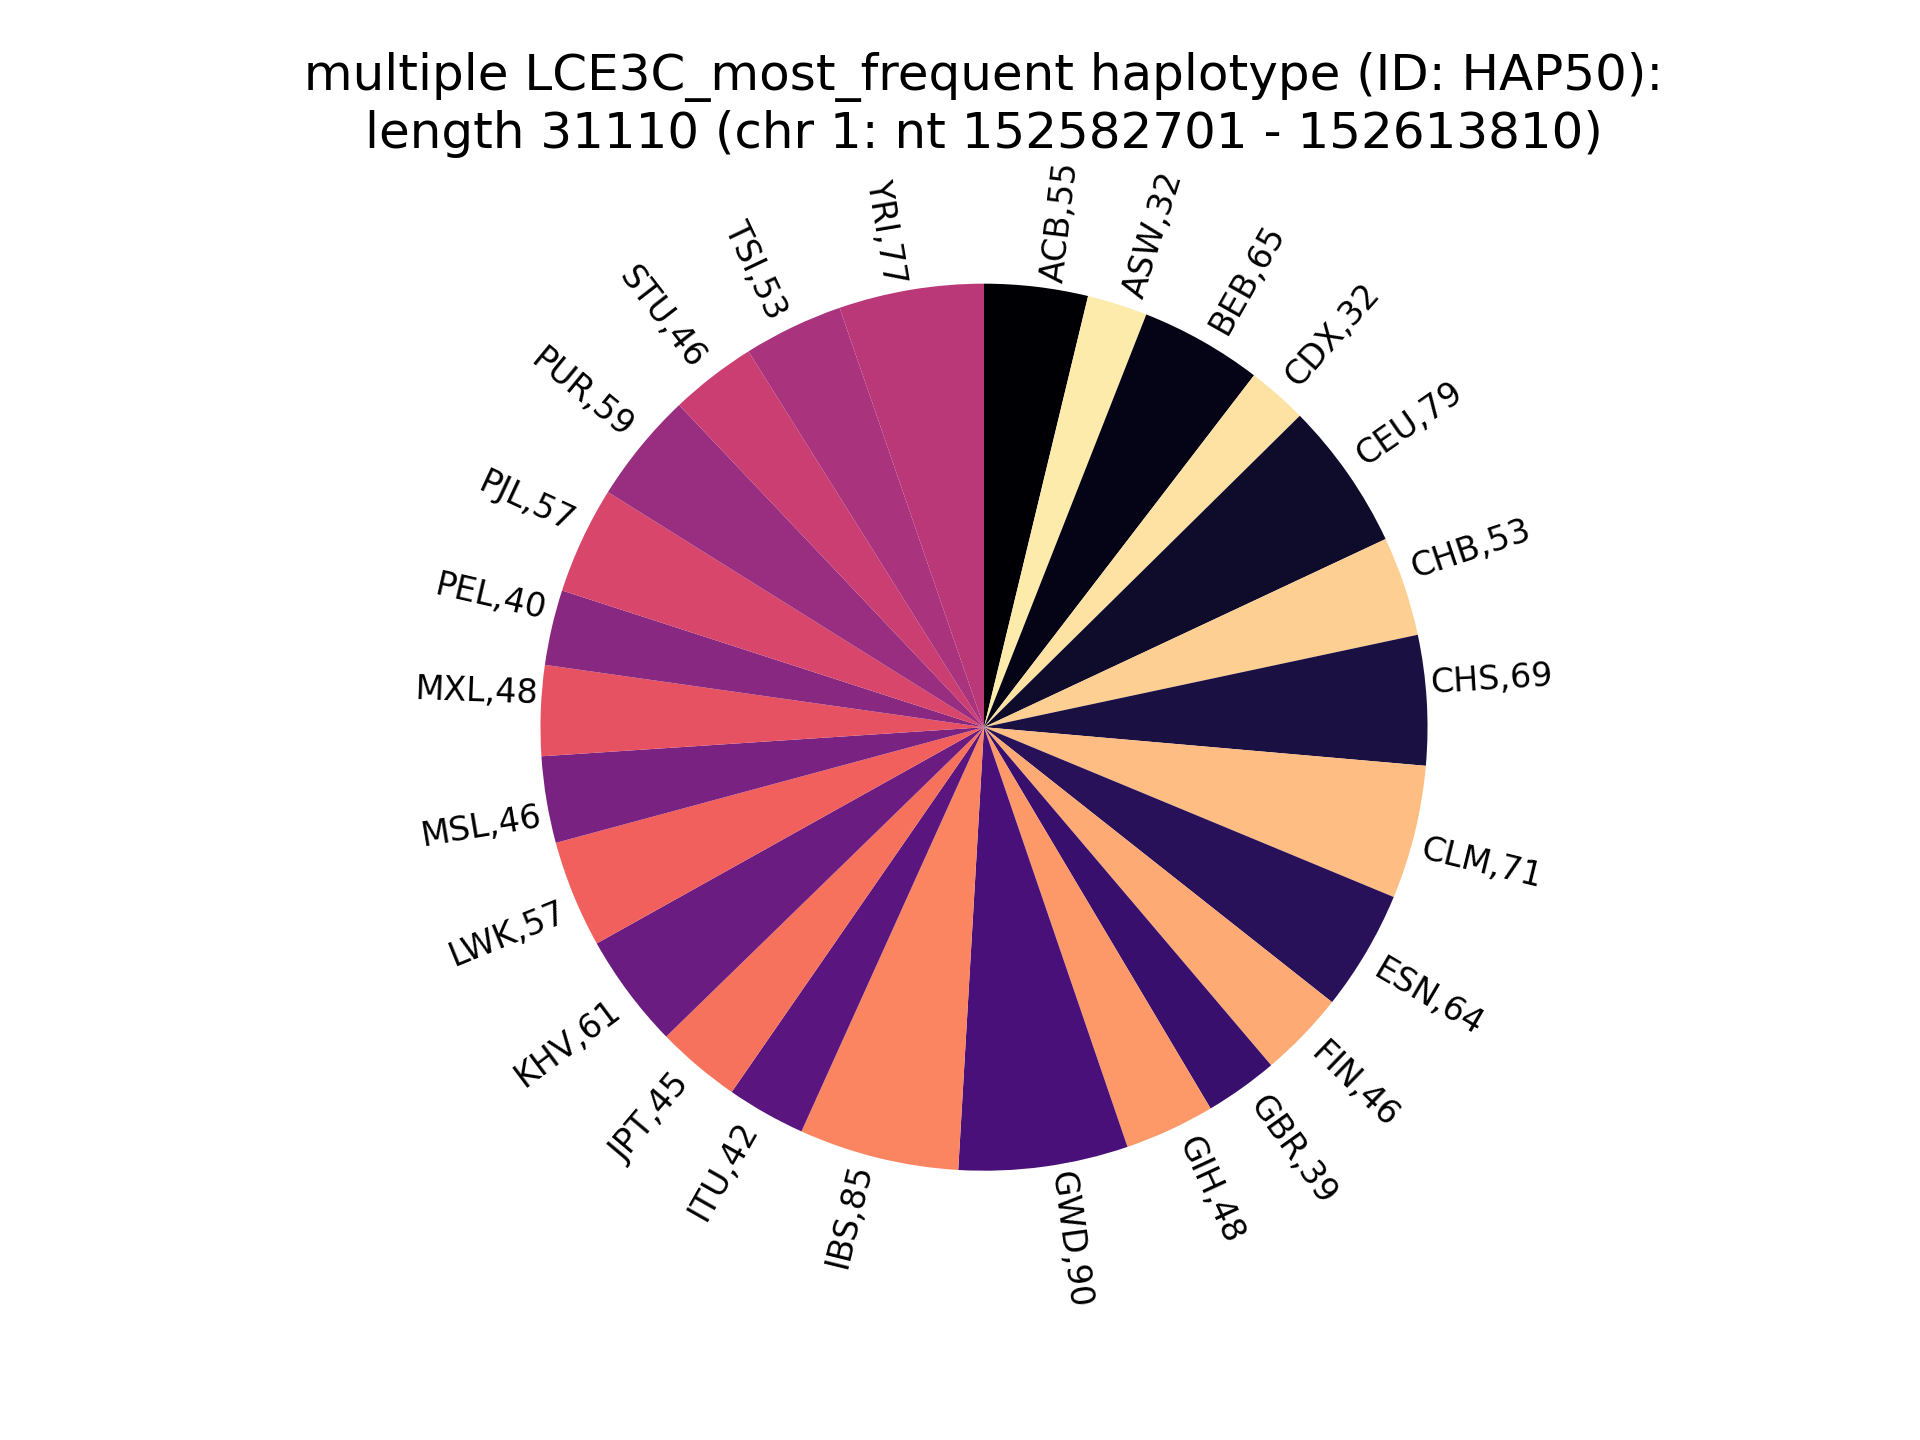 multiple LCE3C_most_frequent haplotype (ID: HAP50):
length 31110 (chr 1: nt 152582701 - 152613810)
ACB,55
ASW,32
BEB,65
CDX,32
CEU,79
CHB,53
CHS,69
CLM,71
ESN,64
FIN,46
GBR,39
GIH,48
GWD,90
IBS,85
ITU,42
JPT,45
KHV,61
LWK,57
MSL,46
MXL,48
PEL,40
PJL,57
PUR,59
STU,46
TSI,53
YRI,77